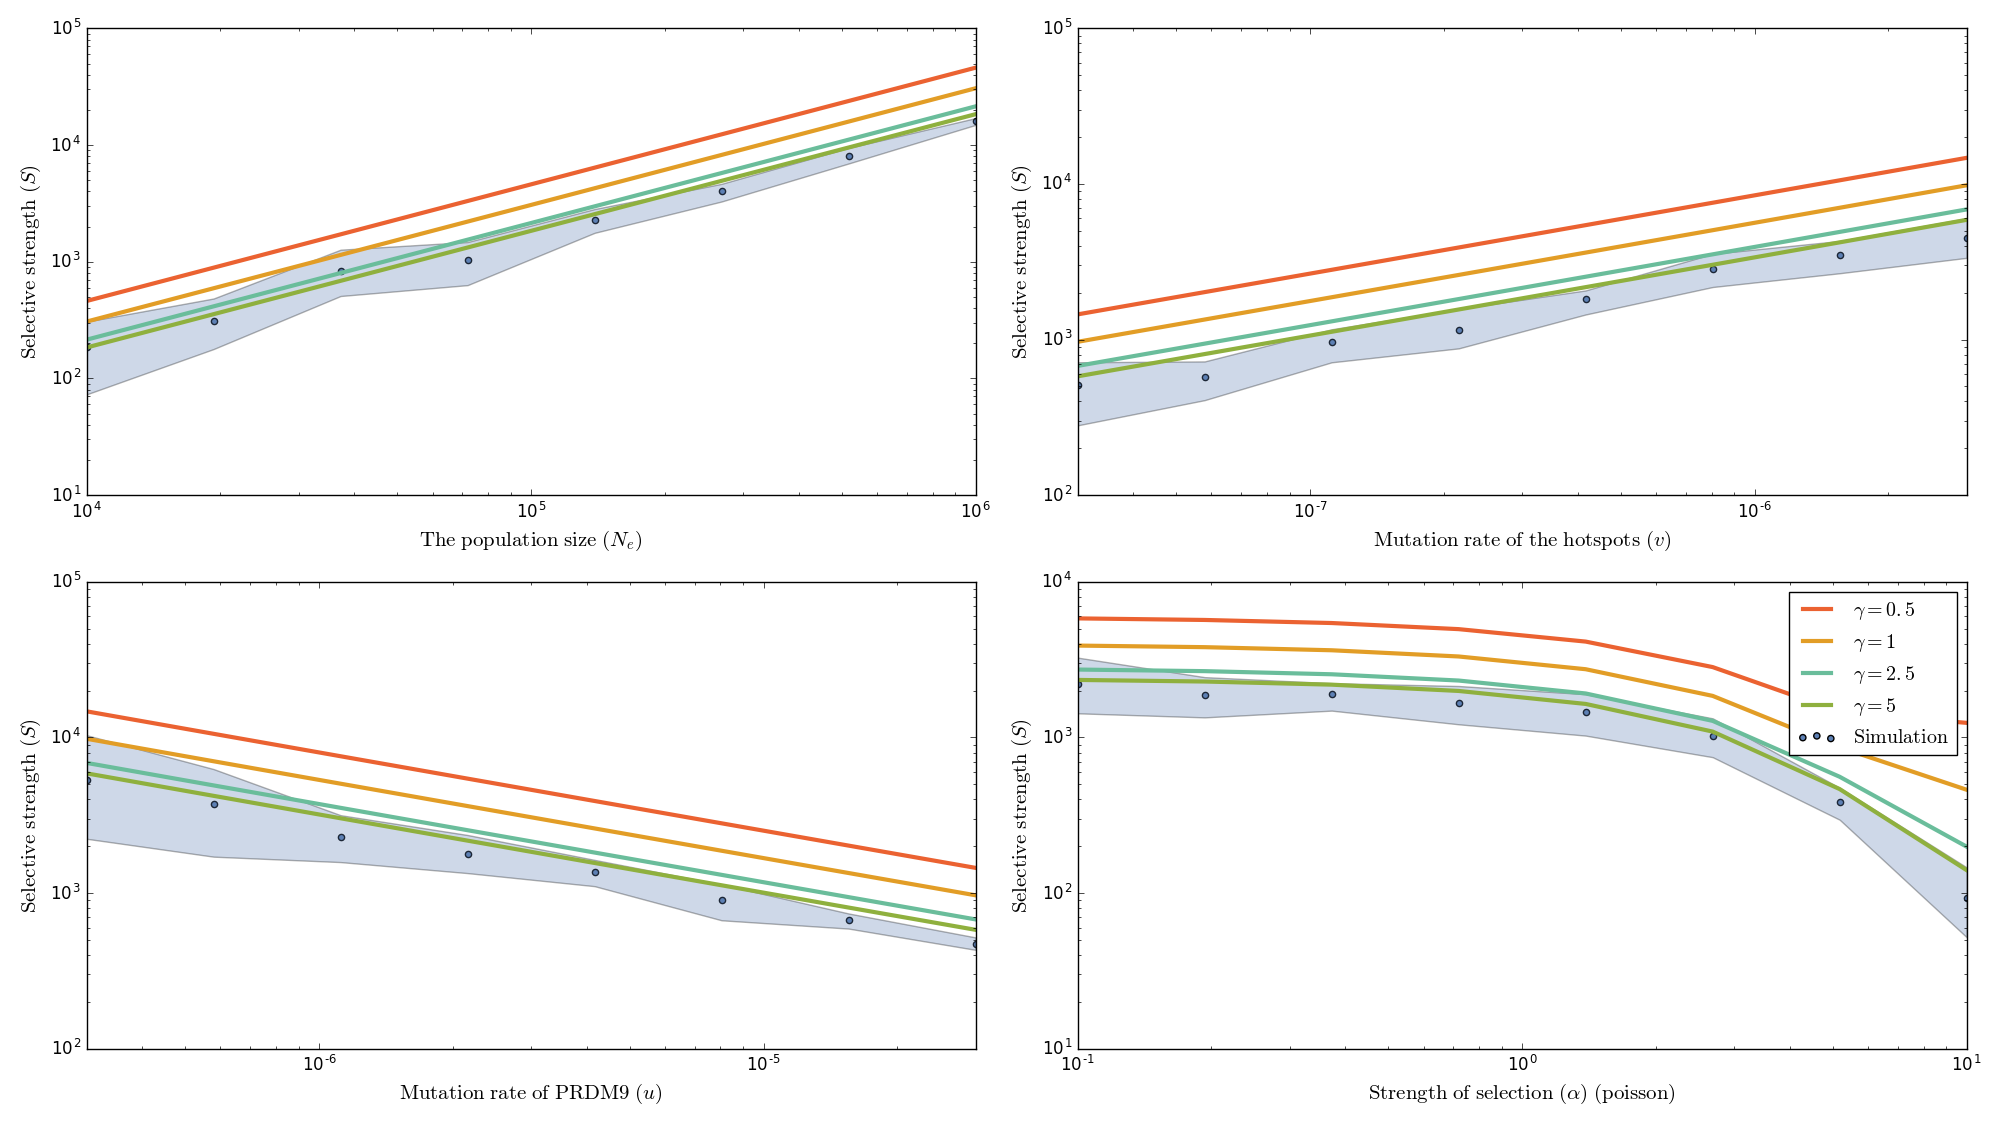 10^5
10^4
10^3
10^2
10^1
Selective strength (S)
10^4 10^5 10^6
The population size (N_e)
10^5
10^4
10^3
10^2
Selective strength (S)
10^-7 10^-6
Mutation rate of the hotspots (v)
10^5
10^4
10^3
10^2
Selective strength (S)
10^-6 10^-5
Mutation rate of PRDM9 (u)
10^4
10^3
10^2
10^1
Selective strength (S)
10^-1 10^0 10^1
Strength of selection (α) (poisson)
γ = 0.5
γ = 1
γ = 2.5
γ = 5
Simulation